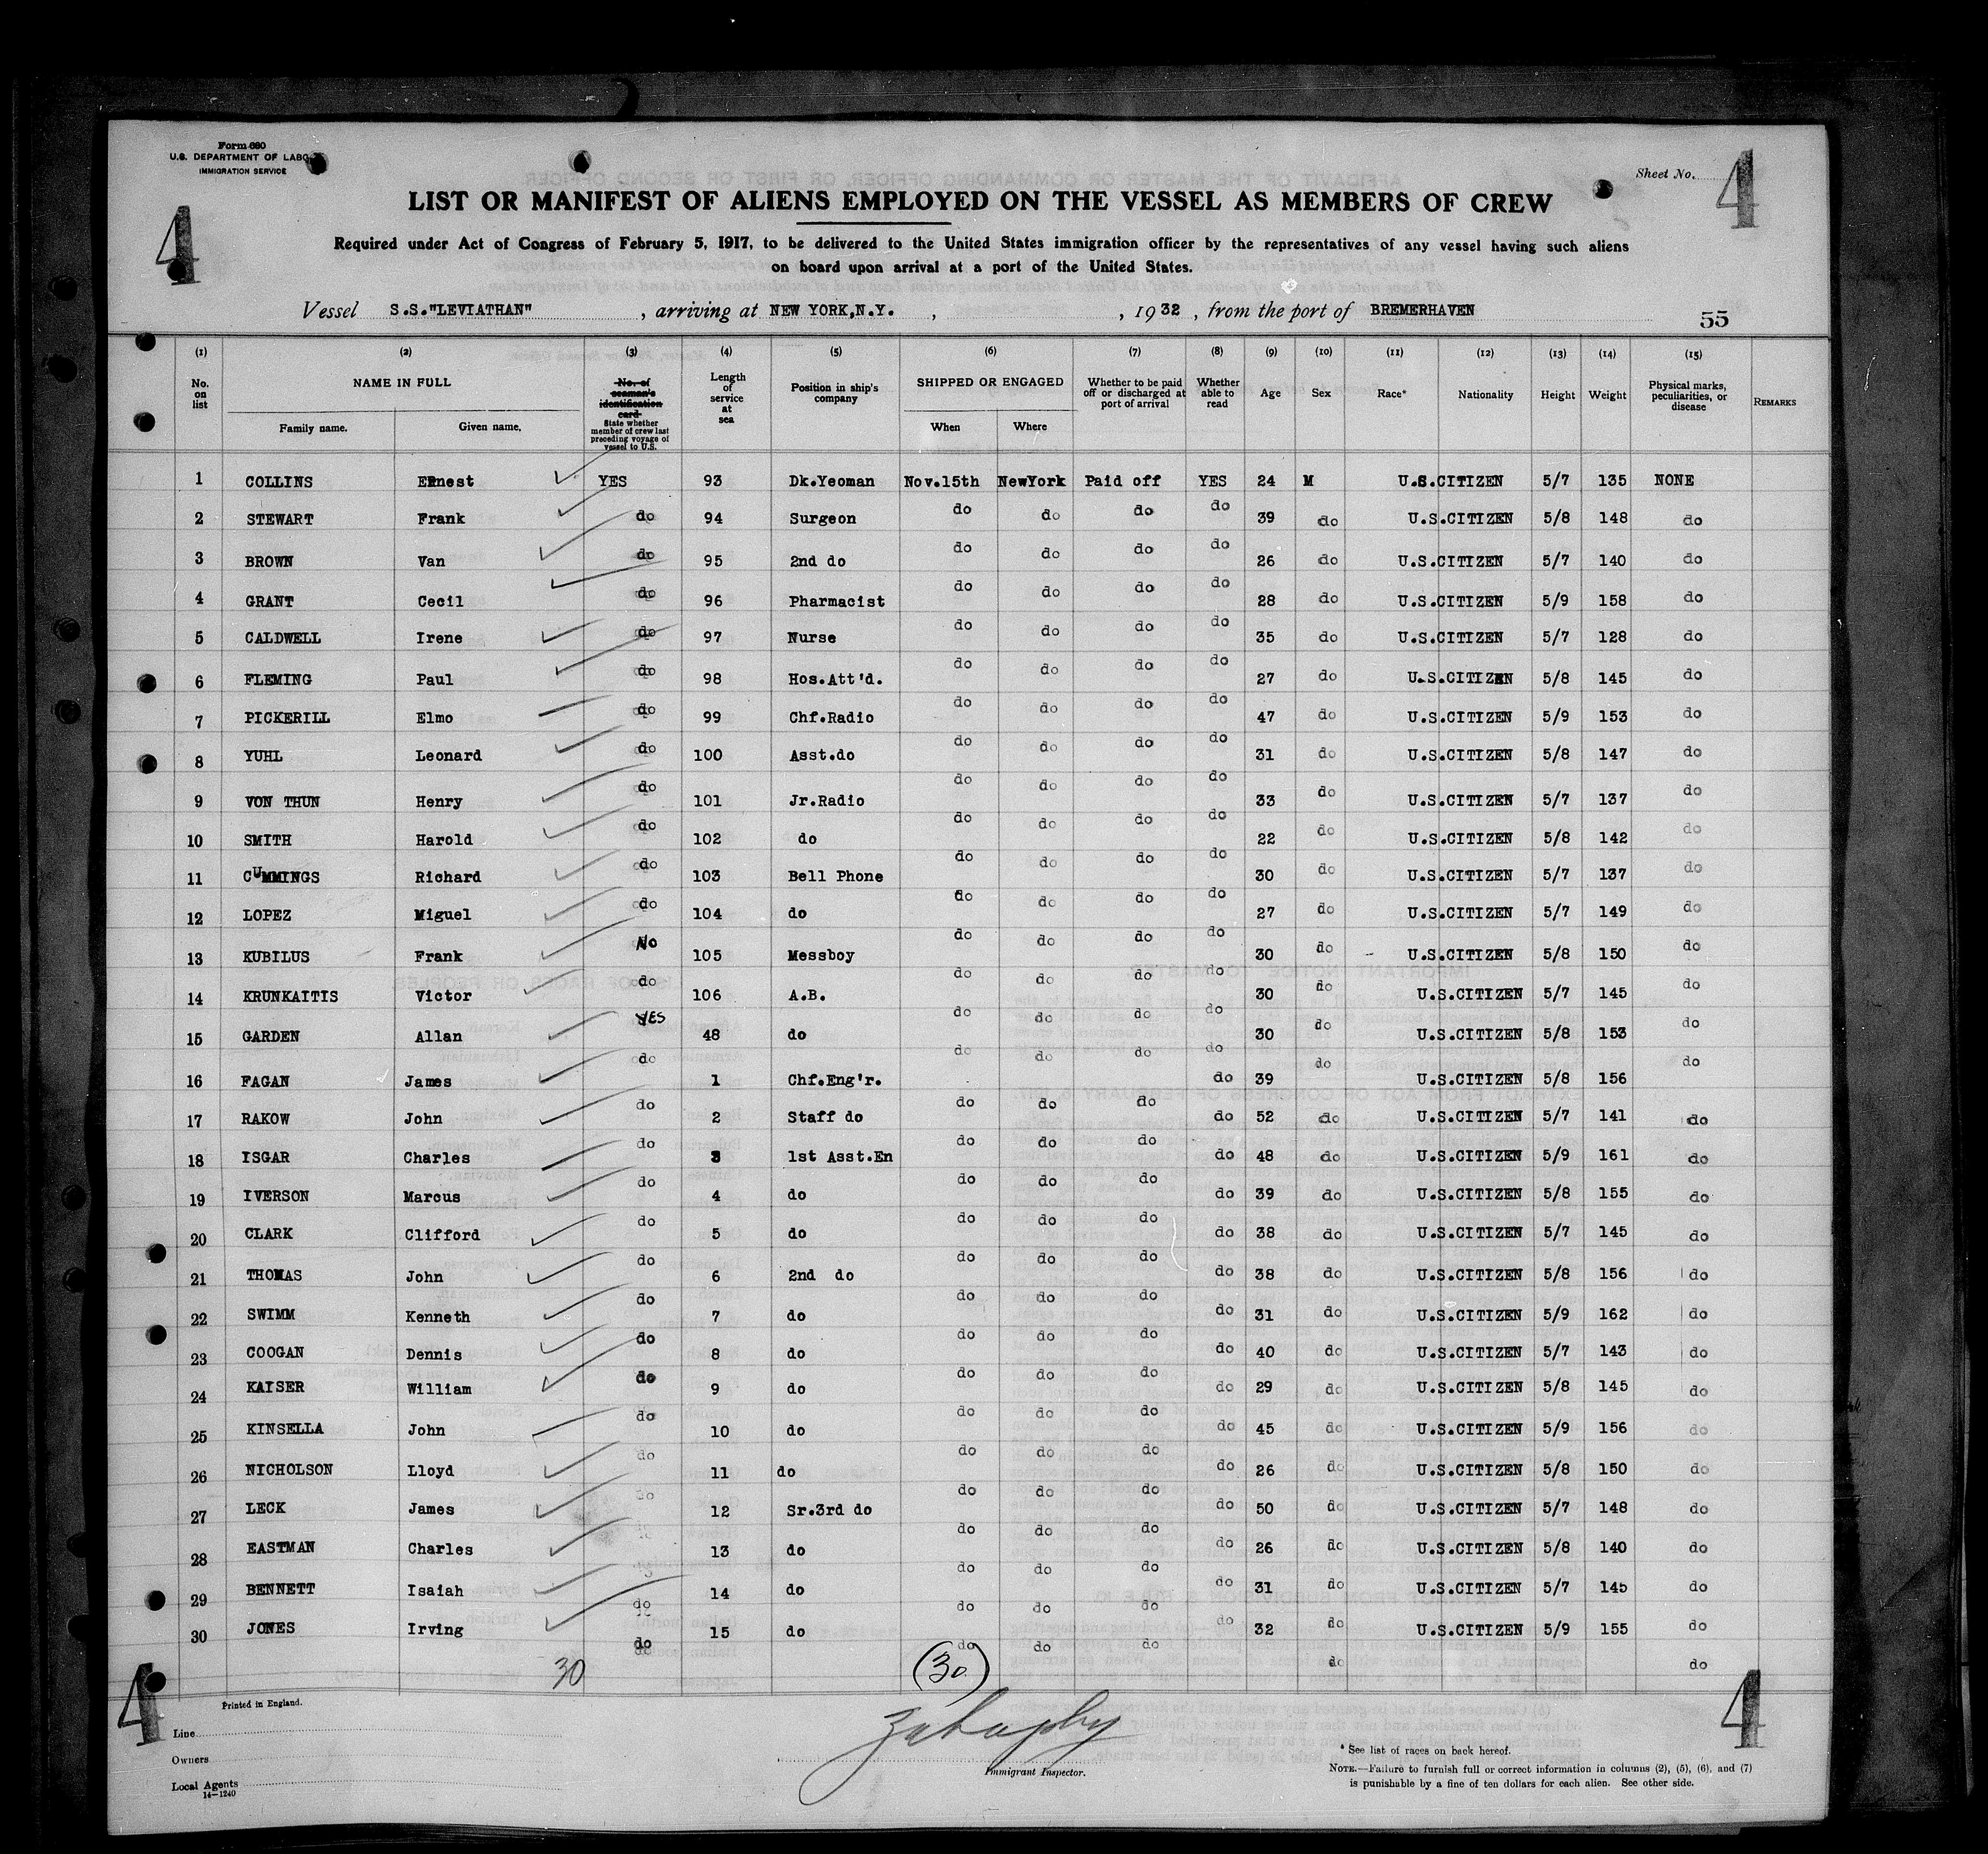 Form 680
U.S. DEPARTMENT OF LABOR
IMMIGRATION SERVICE
Sheet No. 4
4
LIST OR MANIFEST OF ALIENS EMPLOYED ON THE VESSEL AS MEMBERS OF CREW
Required under Act of Congress of February 5, 1917, to be delivered to the United States immigration officer by the representatives of any vessel having such aliens
on board upon arrival at a port of the United States.
Vessel S.S."LEVIATHAN" , arriving at NEW YORK,N.Y. , , 1932 , from the port of BREMERHAVEN
55
(1) (2) (3) (4) (5) (6) (7) (8) (9) (10) (11) (12) (13) (14) (15)
No. on list NAME IN FULL Family name. Given name. No. of seaman's identification card State whether member of crew last preceding voyage of vessel to U.S. Length of service at sea Position in ship's company SHIPPED OR ENGAGED When Where Whether to be paid off or discharged at port of arrival Whether able to read Age Sex Race* Nationality Height Weight Physical marks, peculiarities, or disease REMARKS
1 COLLINS Ernest YES 93 Dk.Yeoman Nov.15th NewYork Paid off YES 24 M U.S.CITIZEN 5/7 135 NONE
2 STEWART Frank do 94 Surgeon do do do do 39 do U.S.CITIZEN 5/8 148 do
3 BROWN Van do 95 2nd do do do do do 26 do U.S.CITIZEN 5/7 140 do
4 GRANT Cecil do 96 Pharmacist do do do do 28 do U.S.CITIZEN 5/9 158 do
5 CALDWELL Irene do 97 Nurse do do do do 35 do U.S.CITIZEN 5/7 128 do
6 FLEMING Paul do 98 Hos.Att'd. do do do do 27 do U.S.CITIZEN 5/8 145 do
7 PICKERILL Elmo do 99 Chf.Radio do do do do 47 do U.S.CITIZEN 5/9 153 do
8 YUHL Leonard do 100 Asst.do do do do do 31 do U.S.CITIZEN 5/8 147 do
9 VON THUN Henry do 101 Jr.Radio do do do do 33 do U.S.CITIZEN 5/7 137 do
10 SMITH Harold do 102 do do do do do 22 do U.S.CITIZEN 5/8 142 do
11 CUMMINGS Richard do 103 Bell Phone do do do do 30 do U.S.CITIZEN 5/7 137 do
12 LOPEZ Miguel do 104 do do do do do 27 do U.S.CITIZEN 5/7 149 do
13 KUBILUS Frank No 105 Messboy do do do do 30 do U.S.CITIZEN 5/8 150 do
14 KRUNKAITIS Victor do 106 A.B. do do do do 30 do U.S.CITIZEN 5/7 145 do
15 GARDEN Allan YES 48 do do do do do 30 do U.S.CITIZEN 5/8 153 do
16 FAGAN James do 1 Chf.Eng'r. do do do do do 39 do U.S.CITIZEN 5/8 156 do
17 RAKOW John do 2 Staff do do do do do 52 do U.S.CITIZEN 5/7 141 do
18 ISGAR Charles do 3 1st Asst.En do do do do 48 do U.S.CITIZEN 5/9 161 do
19 IVERSON Marcus do 4 do do do do do 39 do U.S.CITIZEN 5/8 155 do
20 CLARK Clifford do 5 do do do do do 38 do U.S.CITIZEN 5/7 145 do
21 THOMAS John do 6 2nd do do do do do 38 do U.S.CITIZEN 5/8 156 do
22 SWIMM Kenneth do 7 do do do do do 31 do U.S.CITIZEN 5/9 162 do
23 COOGAN Dennis do 8 do do do do do 40 do U.S.CITIZEN 5/7 143 do
24 KAISER William do 9 do do do do do 29 do U.S.CITIZEN 5/8 145 do
25 KINSELLA John do 10 do do do do do 45 do U.S.CITIZEN 5/9 156 do
26 NICHOLSON Lloyd do 11 do do do do do 26 do U.S.CITIZEN 5/8 150 do
27 LECK James do 12 Sr.3rd do do do do do 50 do U.S.CITIZEN 5/7 148 do
28 EASTMAN Charles 13 do do do do do 26 do U.S.CITIZEN 5/8 140 do
29 BENNETT Isaiah 14 do do do do do 31 do U.S.CITIZEN 5/7 145 do
30 JONES Irving do 15 do do do do do 32 do U.S.CITIZEN 5/9 155 do
do do do do do do
30 (30)
4 4
Printed in England.
Line
Owners
Local Agents
14-1240
Immigrant Inspector.
* See list of races on back hereof.
NOTE.—Failure to furnish full or correct information in columns (2), (5), (6), and (7)
is punishable by a fine of ten dollars for each alien. See other side.